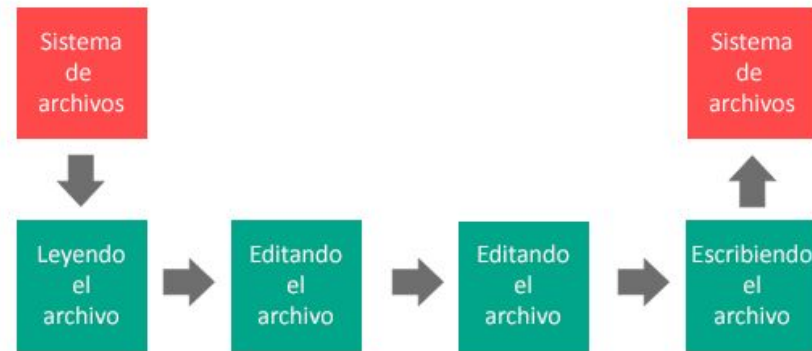 Sistema
de
archivos
Sistema
de
archivos
Leyendo
el
archivo
Editando
el
archivo
Editando
el
archivo
Escribiendo
el
archivo